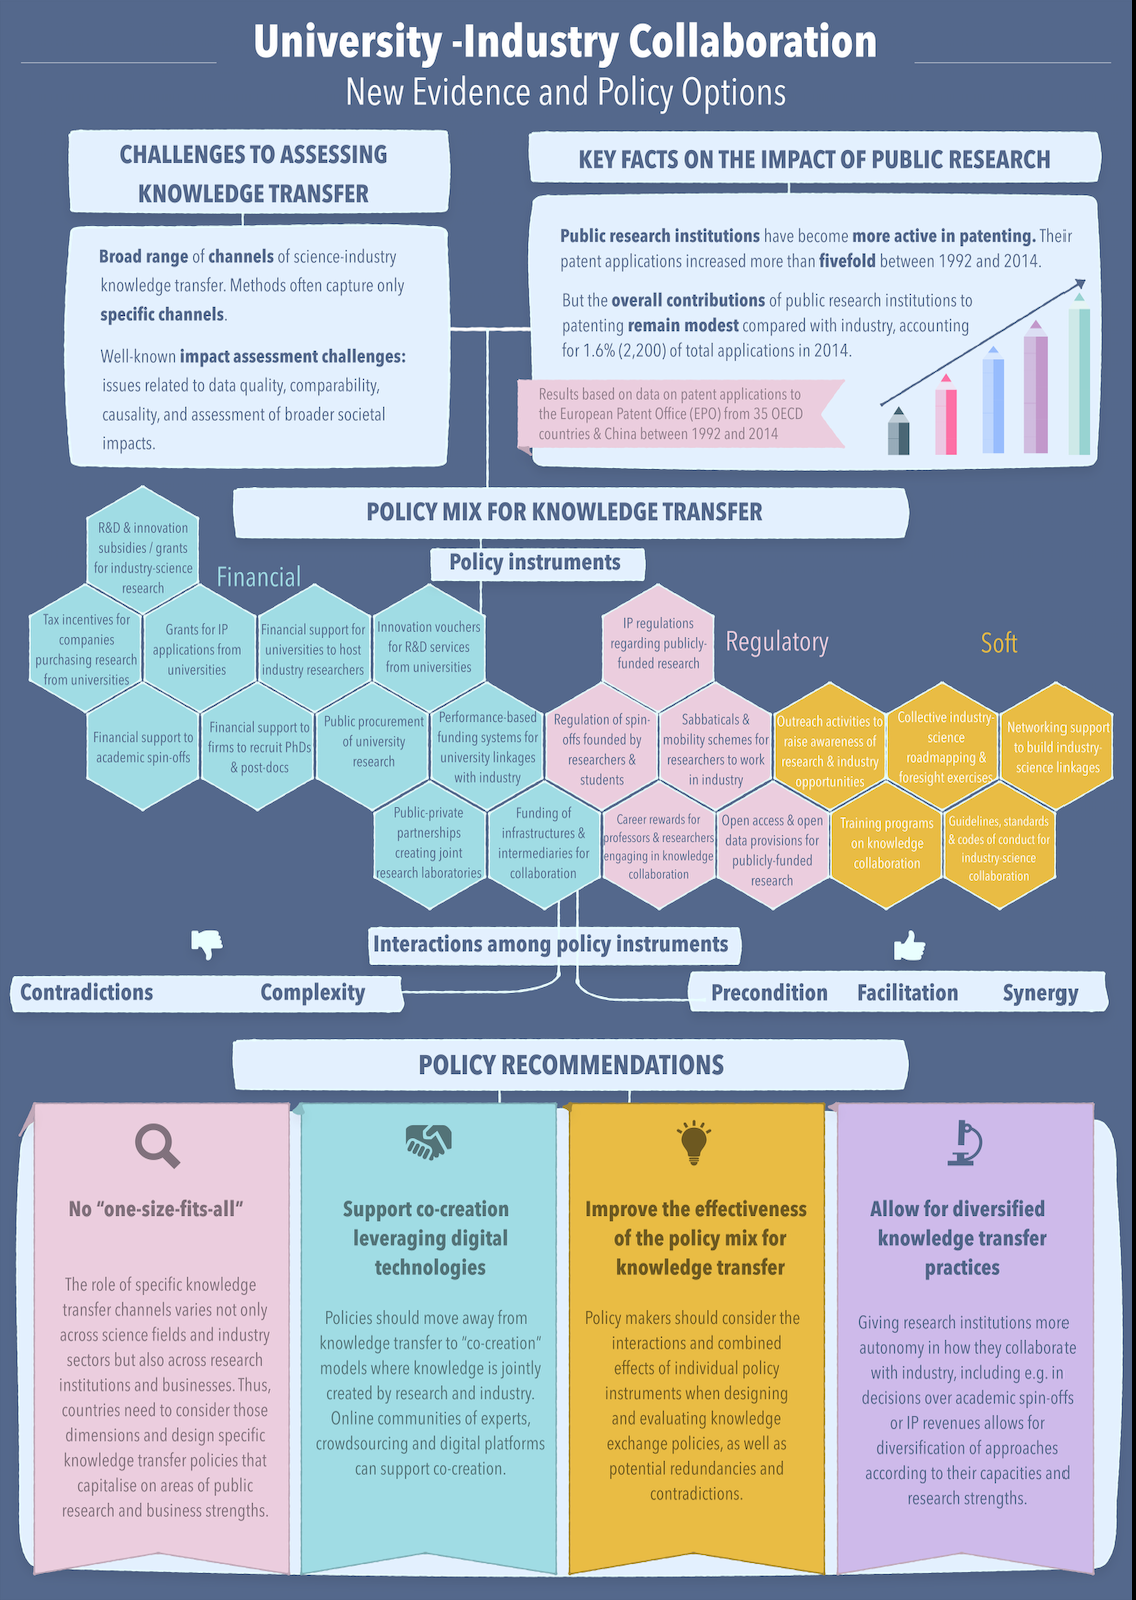 University -Industry Collaboration
New Evidence and Policy Options
CHALLENGES TO ASSESSING
KNOWLEDGE TRANSFER
Broad range of channels of science-industry
knowledge transfer. Methods often capture only
specific channels.
Well-known impact assessment challenges:
issues related to data quality, comparability,
causality, and assessment of broader societal
impacts.
KEY FACTS ON THE IMPACT OF PUBLIC RESEARCH
Public research institutions have become more active in patenting. Their
patent applications increased more than fivefold between 1992 and 2014.
But the overall contributions of public research institutions to
patenting remain modest compared with industry, accounting
for 1.6% (2,200) of total applications in 2014.
Results based on data on patent applications to
the European Patent Office (EPO) from 35 OECD
countries & China between 1992 and 2014
POLICY MIX FOR KNOWLEDGE TRANSFER
Policy instruments
Financial
R&D & innovation
subsidies / grants
for industry-science
research
Tax incentives for
companies
purchasing research
from universities
Grants for IP
applications from
universities
Financial support for
universities to host
industry researchers
Innovation vouchers
for R&D services
from universities
Financial support to
academic spin-offs
Financial support to
firms to recruit PhDs
& post-docs
Public procurement
of university
research
Performance-based
funding systems for
university linkages
with industry
Public-private
partnerships
creating joint
research laboratories
Funding of
infrastructures &
intermediaries for
collaboration
Regulatory
IP regulations
regarding publicly-
funded research
Regulation of spin-
offs founded by
researchers &
students
Sabbaticals &
mobility schemes for
researchers to work
in industry
Career rewards for
professors & researchers
engaging in knowledge
collaboration
Open access & open
data provisions for
publicly-funded
research
Soft
Outreach activities to
raise awareness of
research & industry
opportunities
Collective industry-
science
roadmapping &
foresight exercises
Networking support
to build industry-
science linkages
Training programs
on knowledge
collaboration
Guidelines, standards
& codes of conduct for
industry-science
collaboration
Interactions among policy instruments
Contradictions
Complexity
Precondition
Facilitation
Synergy
POLICY RECOMMENDATIONS
No “one-size-fits-all”
The role of specific knowledge
transfer channels varies not only
across science fields and industry
sectors but also across research
institutions and businesses. Thus,
countries need to consider those
dimensions and design specific
knowledge transfer policies that
capitalise on areas of public
research and business strengths.
Support co-creation
leveraging digital
technologies
Policies should move away from
knowledge transfer to “co-creation”
models where knowledge is jointly
created by research and industry.
Online communities of experts,
crowdsourcing and digital platforms
can support co-creation.
Improve the effectiveness
of the policy mix for
knowledge transfer
Policy makers should consider the
interactions and combined
effects of individual policy
instruments when designing
and evaluating knowledge
exchange policies, as well as
potential redundancies and
contradictions.
Allow for diversified
knowledge transfer
practices
Giving research institutions more
autonomy in how they collaborate
with industry, including e.g. in
decisions over academic spin-offs
or IP revenues allows for
diversification of approaches
according to their capacities and
research strengths.